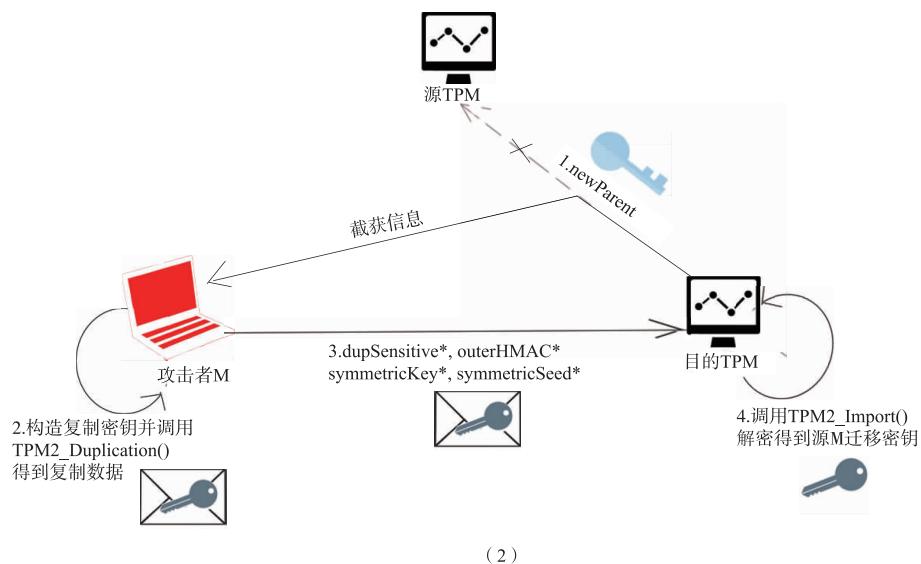 源TPM
1.newParent
截获信息
攻击者M
3.dupSensitive*, outerHMAC*
symmetricKey*, symmetricSeed*
目的TPM
2.构造复制密钥并调用
TPM2_Duplication()
得到复制数据
4.调用TPM2_Import()
解密得到源M迁移密钥
（2）